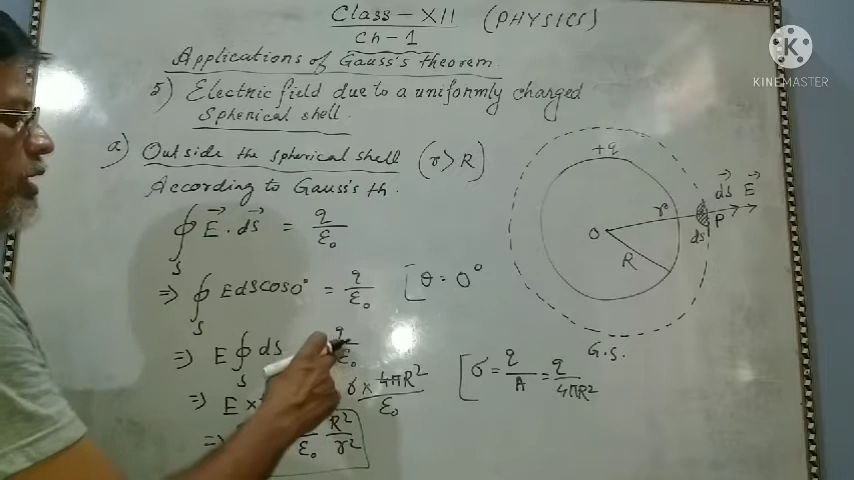 Class - XII (PHYSICS)
Ch - 1
Applications of Gauss's theorem
5) Electric field due to a uniformly charged
spherical shell.
a) Outside the spherical shell (r > R)
According to Gauss's th.
∮S E⃗ . ds⃗ = q/ε₀
⇒ ∮S E ds cos 0° = q/ε₀ [θ = 0°
⇒ E ∮S ds q/ε₀
⇒ E × σ × 4πR²/ε₀ [σ = q/A = q/4πR²
⇒ ε₀ R²/r²
+q
ds⃗ E⃗
r
P
ds
O
R
G.S.
K
KINEMASTER